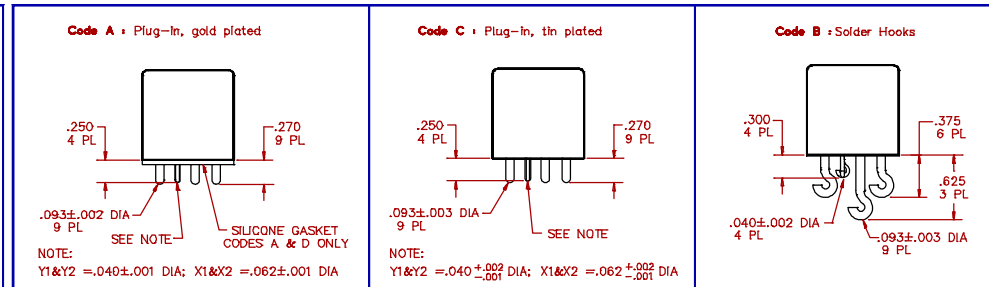 Code A : Plug-in, gold plated
.250
4 PL
.270
9 PL
.093±.002 DIA
9 PL
SEE NOTE
SILICONE GASKET
CODES A & D ONLY
NOTE:
Y1&Y2 =.040±.001 DIA; X1&X2 =.062±.001 DIA
Code C : Plug-in, tin plated
.250
4 PL
.270
9 PL
.093±.003 DIA
9 PL
SEE NOTE
NOTE:
Y1&Y2 =.040 +.002 -.001 DIA; X1&X2 =.062 +.002 -.001 DIA
Code B : Solder Hooks
.300
4 PL
.375
6 PL
.625
3 PL
.040±.002 DIA
4 PL
.093±.003 DIA
9 PL